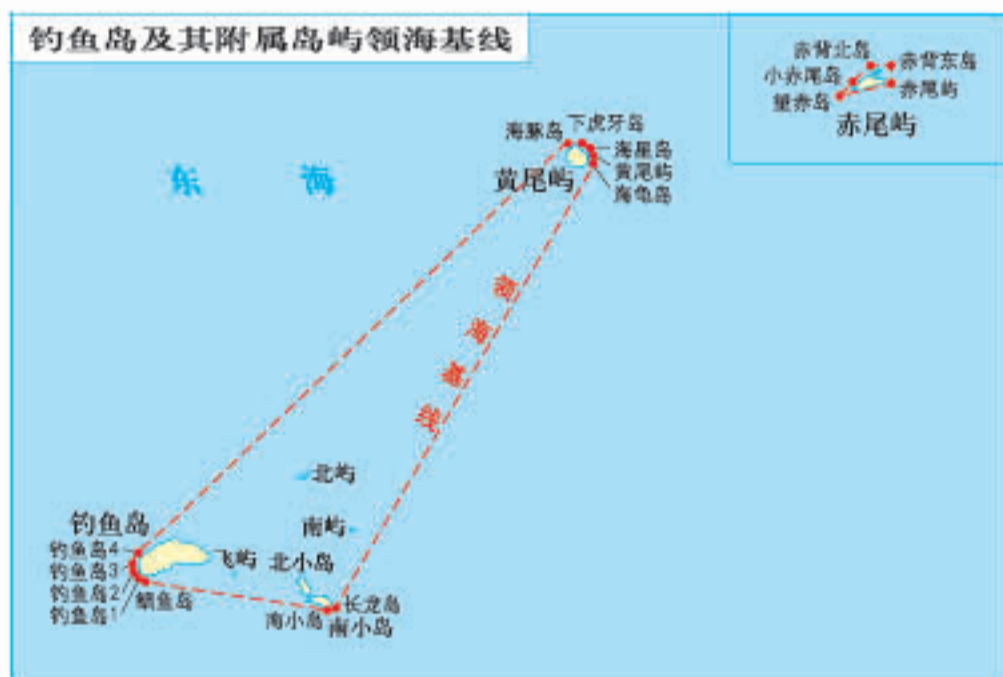 钓鱼岛及其附属岛屿领海基线
赤背北岛
赤背东岛
小赤尾岛
赤尾屿
望赤岛
赤尾屿
海豚岛
下虎牙岛
海星岛
黄尾屿
黄尾屿
海龟岛
东海
领海基线
北屿
南屿
钓鱼岛
钓鱼岛4
钓鱼岛3
钓鱼岛2
钓鱼岛1
鲳鱼岛
飞屿
北小岛
长龙岛
南小岛
南小岛